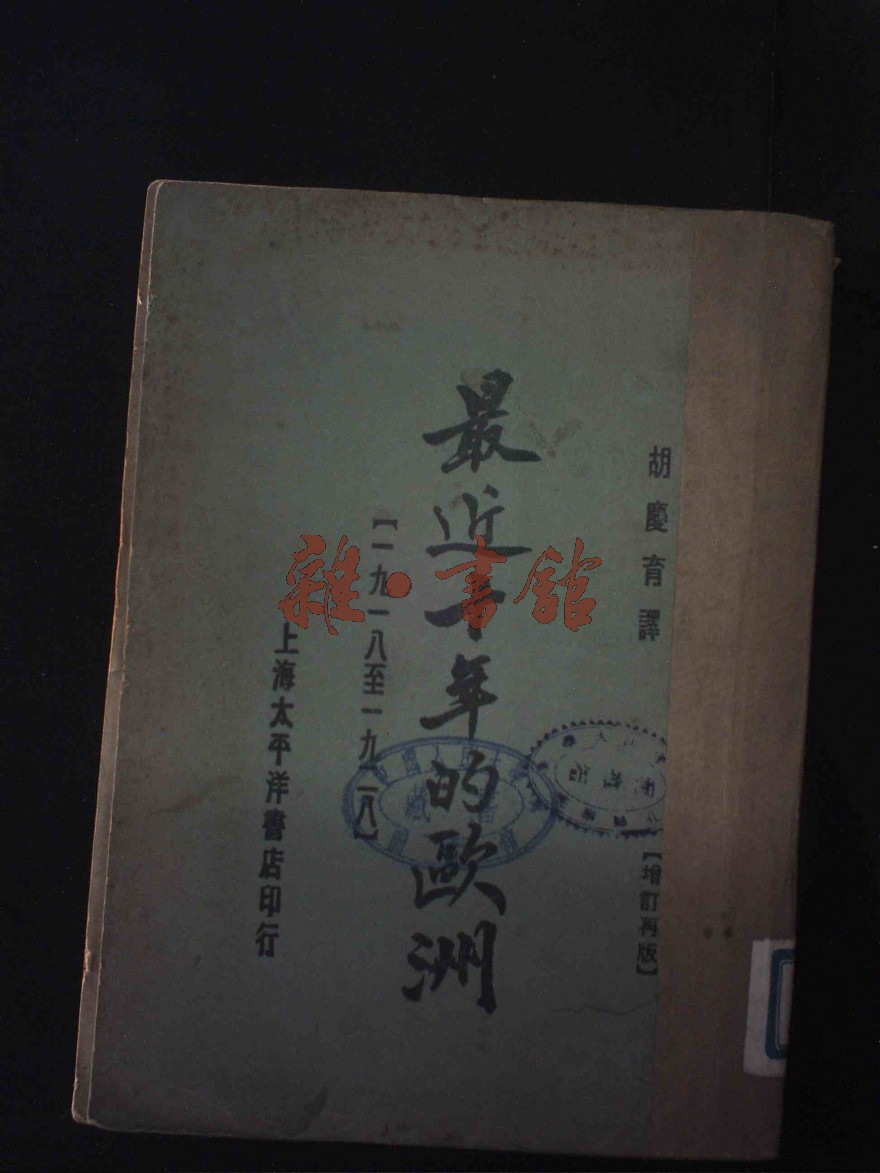 胡慶育譯
【增訂再版】
最近十年的歐洲
【一九一八至一九二八】
上海太平洋書店印行
雜·書館